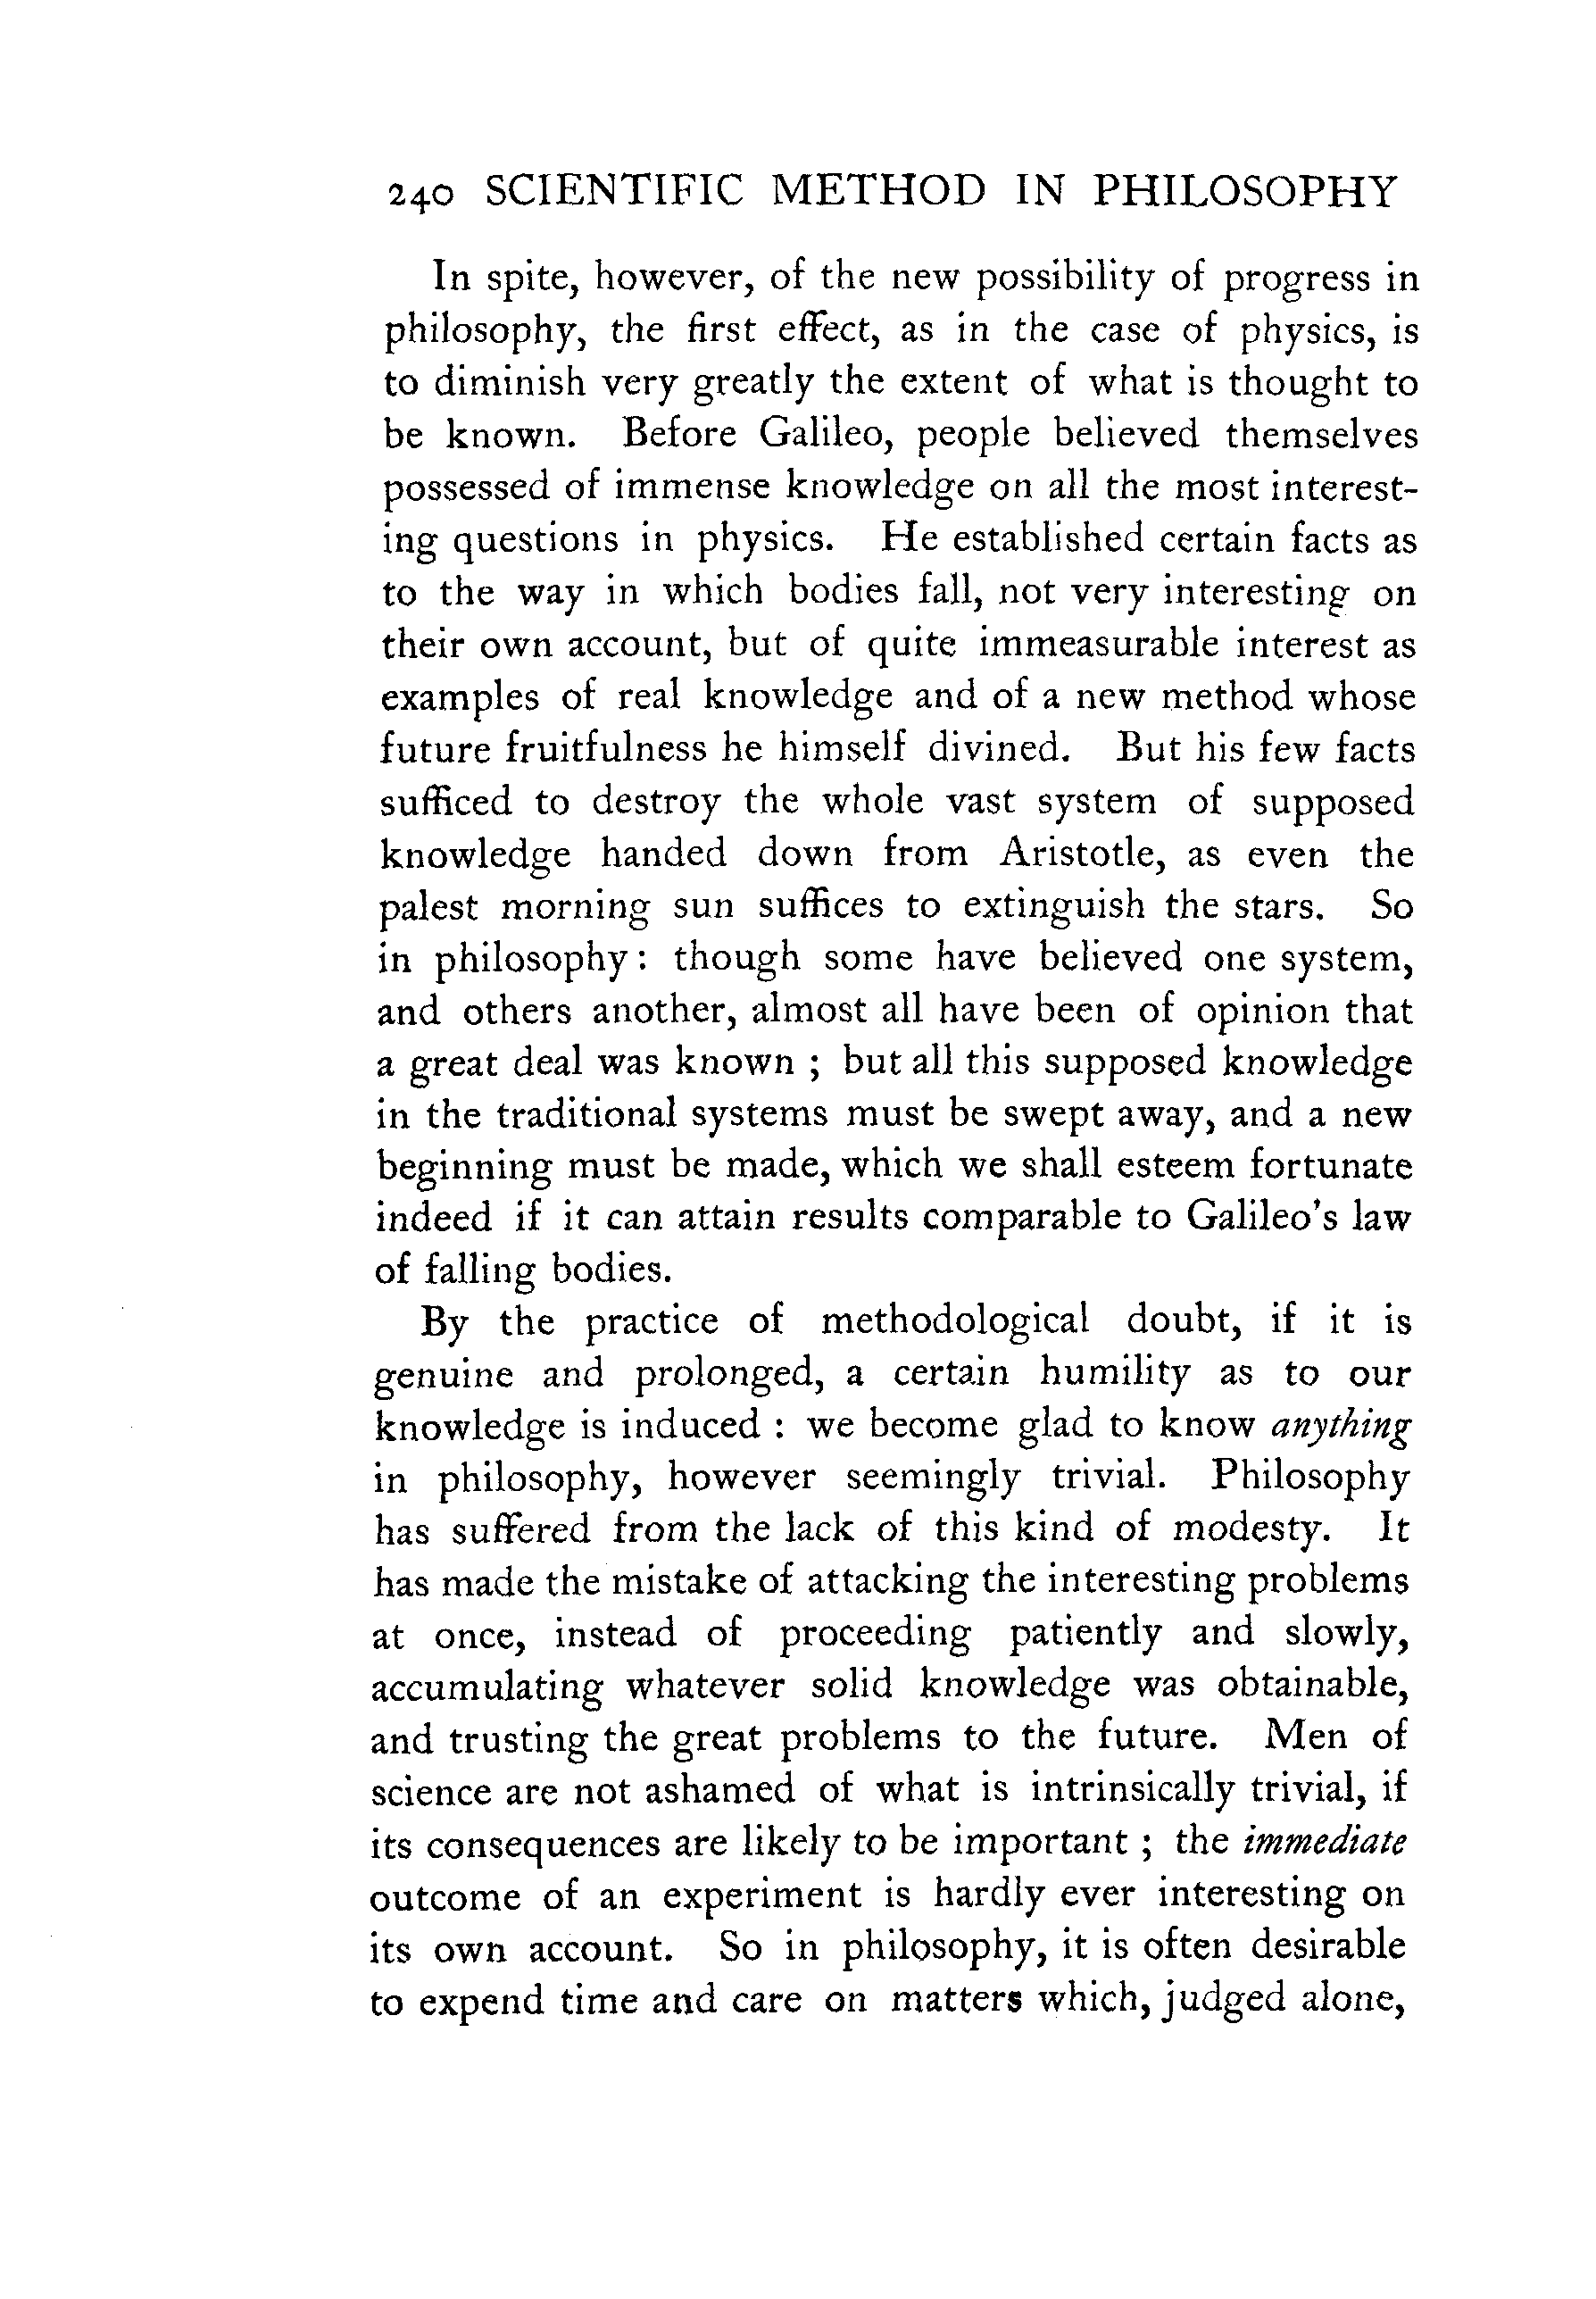 240 SCIENTIFIC METHOD IN PHILOSOPHY
In spite, however, of the new possibility of progress in
philosophy, the first effect, as in the case of physics, is
to diminish very greatly the extent of what is thought to
be known. Before Galileo, people believed themselves
possessed of immense knowledge on all the most interest-
ing questions in physics. He established certain facts as
to the way in which bodies fall, not very interesting on
their own account, but of quite immeasurable interest as
examples of real knowledge and of a new method whose
future fruitfulness he himself divined. But his few facts
sufficed to destroy the whole vast system of supposed
knowledge handed down from Aristotle, as even the
palest morning sun suffices to extinguish the stars. So
in philosophy: though some have believed one system,
and others another, almost all have been of opinion that
a great deal was known ; but all this supposed knowledge
in the traditional systems must be swept away, and a new
beginning must be made, which we shall esteem fortunate
indeed if it can attain results comparable to Galileo's law
of falling bodies.
By the practice of methodological doubt, if it is
genuine and prolonged, a certain humility as to our
knowledge is induced : we become glad to know anything
in philosophy, however seemingly trivial. Philosophy
has suffered from the lack of this kind of modesty. It
has made the mistake of attacking the interesting problems
at once, instead of proceeding patiently and slowly,
accumulating whatever solid knowledge was obtainable,
and trusting the great problems to the future. Men of
science are not ashamed of what is intrinsically trivial, if
its consequences are likely to be important ; the immediate
outcome of an experiment is hardly ever interesting on
its own account. So in philosophy, it is often desirable
to expend time and care on matters which, judged alone,